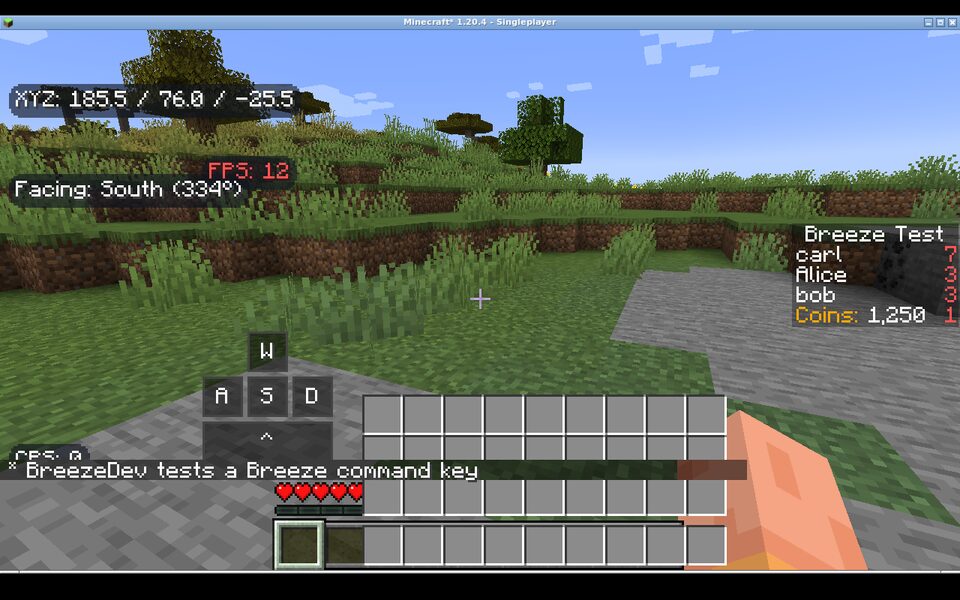 Minecraft* 1.20.4 - Singleplayer
XYZ: 185.5 / 76.0 / -25.5
FPS: 12
Facing: South (334°)
Breeze Test
carl 7
Alice 3
bob 3
Coins: 1,250 1
W
A S D
^
CPS: 0
* BreezeDev tests a Breeze command key